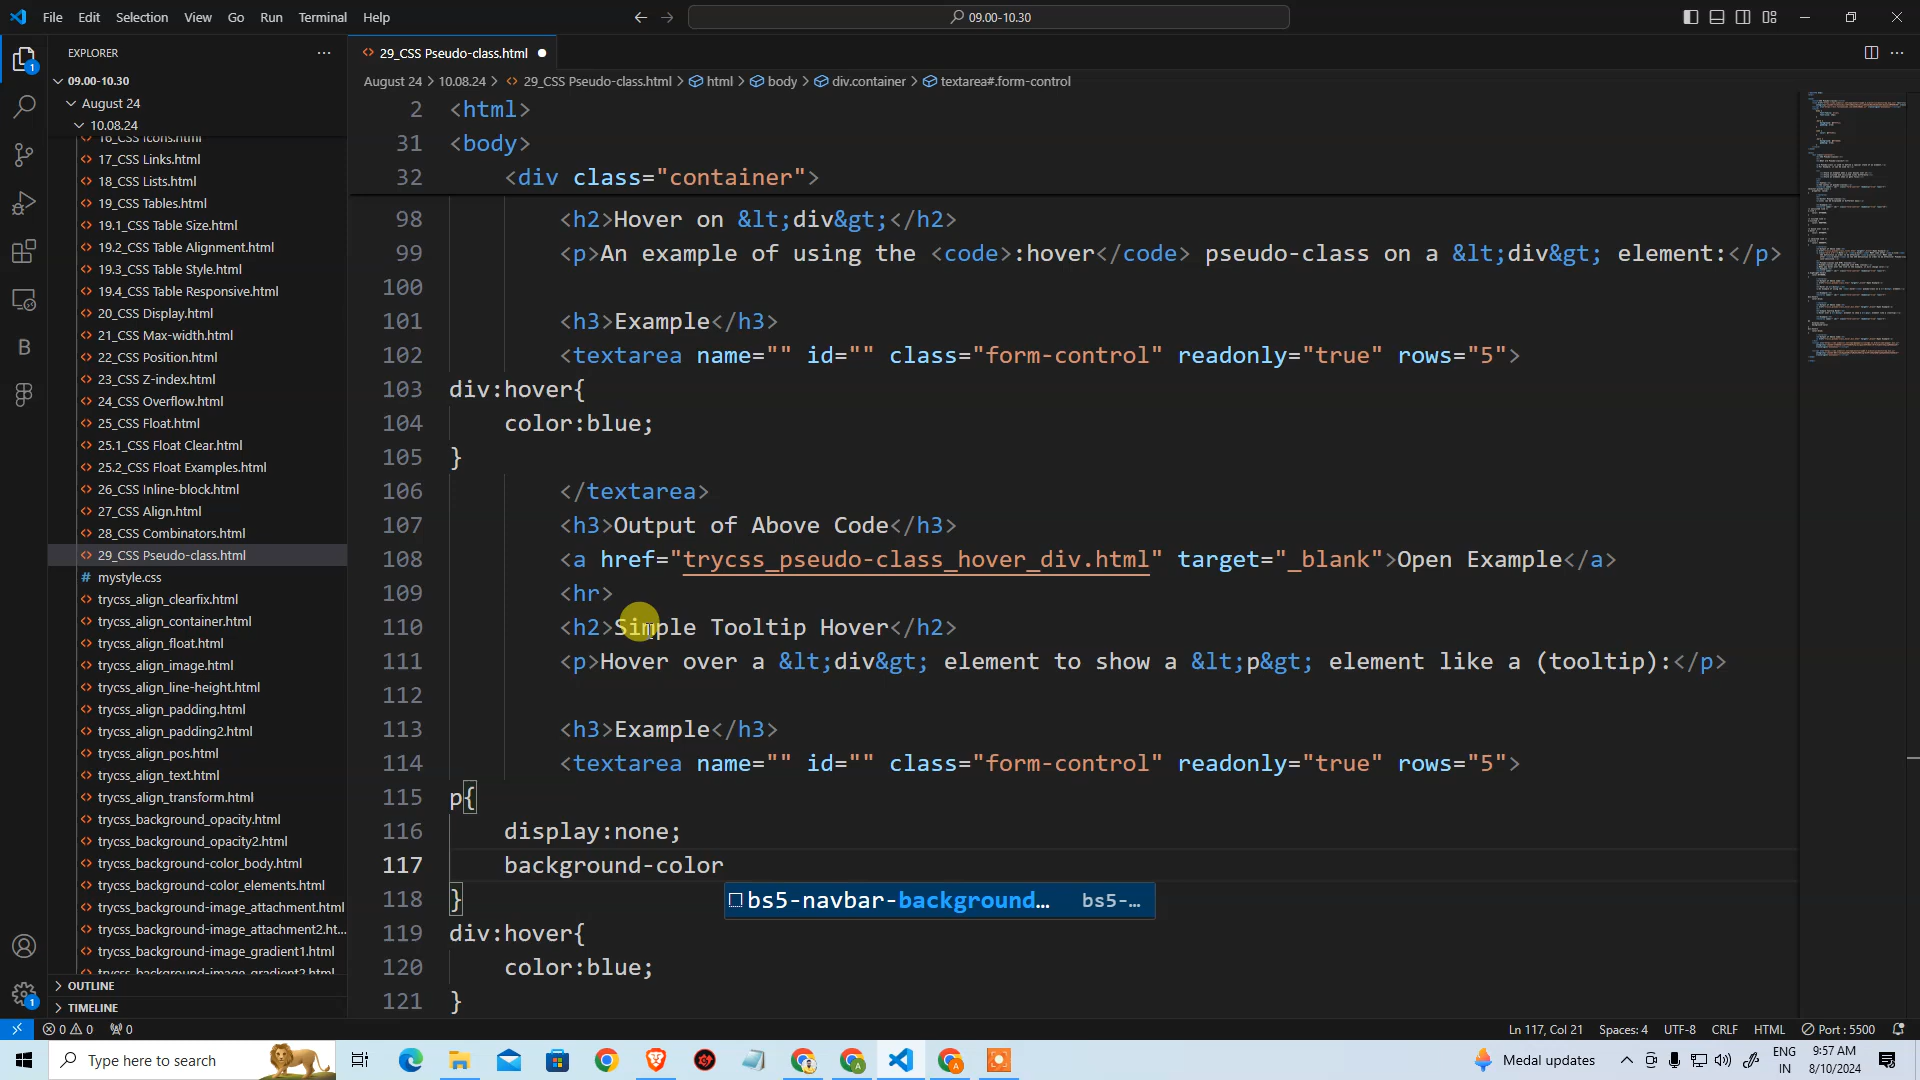 File Edit Selection View Go Run Terminal Help
09.00-10.30
EXPLORER
29_CSS Pseudo-class.html
09.00-10.30
August 24 > 10.08.24 > 29_CSS Pseudo-class.html > html > body > div.container > textarea#.form-control
August 24
10.08.24
16_CSS Icons.html
17_CSS Links.html
18_CSS Lists.html
19_CSS Tables.html
19.1_CSS Table Size.html
19.2_CSS Table Alignment.html
19.3_CSS Table Style.html
19.4_CSS Table Responsive.html
20_CSS Display.html
21_CSS Max-width.html
22_CSS Position.html
23_CSS Z-index.html
24_CSS Overflow.html
25_CSS Float.html
25.1_CSS Float Clear.html
25.2_CSS Float Examples.html
26_CSS Inline-block.html
27_CSS Align.html
28_CSS Combinators.html
29_CSS Pseudo-class.html
mystyle.css
trycss_align_clearfix.html
trycss_align_container.html
trycss_align_float.html
trycss_align_image.html
trycss_align_line-height.html
trycss_align_padding.html
trycss_align_padding2.html
trycss_align_pos.html
trycss_align_text.html
trycss_align_transform.html
trycss_background_opacity.html
trycss_background_opacity2.html
trycss_background-color_body.html
trycss_background-color_elements.html
trycss_background-image_attachment.html
trycss_background-image_attachment2.ht...
trycss_background-image_gradient1.html
trycss_background-image_gradient2.html
OUTLINE
TIMELINE
2 <html>
31 <body>
32 <div class="container">
98 <h2>Hover on &lt;div&gt;</h2>
99 <p>An example of using the <code>:hover</code> pseudo-class on a &lt;div&gt; element:</p>
100
101 <h3>Example</h3>
102 <textarea name="" id="" class="form-control" readonly="true" rows="5">
103 div:hover{
104 color:blue;
105 }
106 </textarea>
107 <h3>Output of Above Code</h3>
108 <a href="trycss_pseudo-class_hover_div.html" target="_blank">Open Example</a>
109 <hr>
110 <h2>Simple Tooltip Hover</h2>
111 <p>Hover over a &lt;div&gt; element to show a &lt;p&gt; element like a (tooltip):</p>
112
113 <h3>Example</h3>
114 <textarea name="" id="" class="form-control" readonly="true" rows="5">
115 p{
116 display:none;
117 background-color
118 }
bs5-navbar-background... bs5-...
119 div:hover{
120 color:blue;
121 }
0 0 0 Ln 117, Col 21 Spaces: 4 UTF-8 CRLF HTML Port : 5500
Type here to search Medal updates ENG IN 9:57 AM 8/10/2024